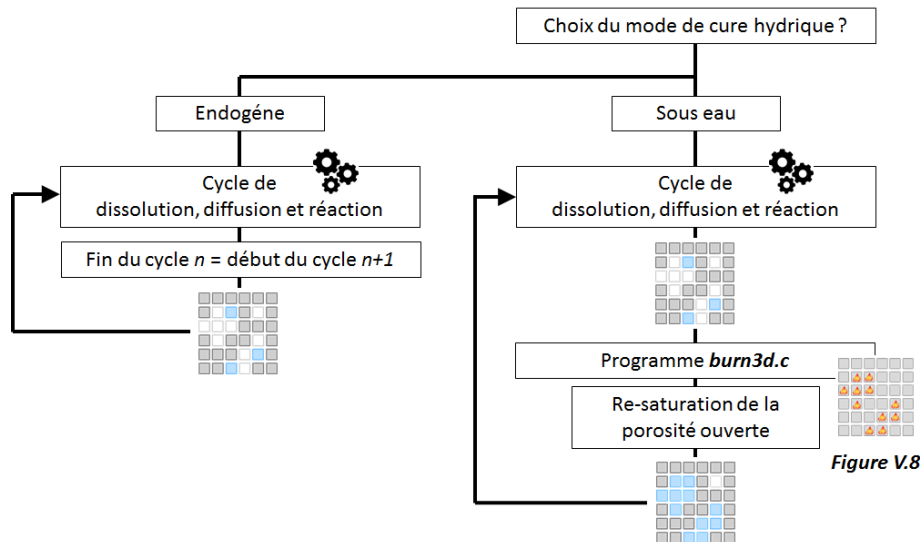 Choix du mode de cure hydrique ?
Endogéne
Sous eau
Cycle de
dissolution, diffusion et réaction
Cycle de
dissolution, diffusion et réaction
Fin du cycle n = début du cycle n+1
Programme burn3d.c
Re-saturation de la
porosité ouverte
Figure V.8